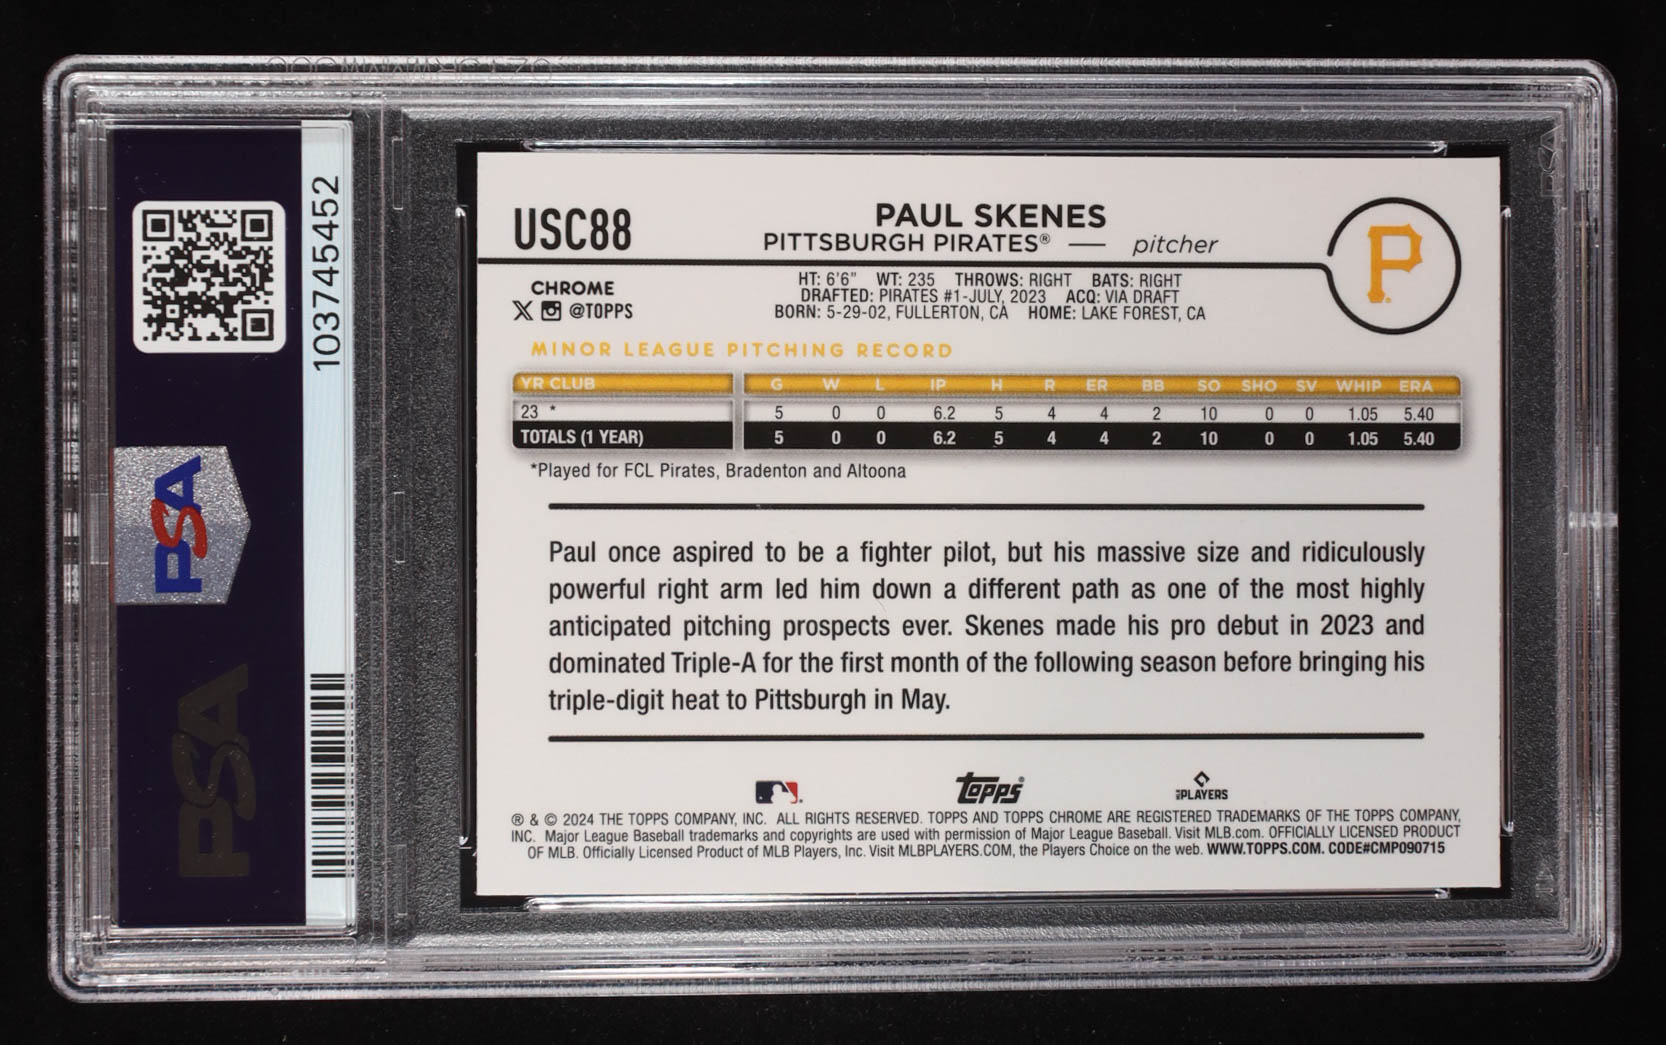 103745452
PSA
PSA
USC88
PAUL SKENES
PITTSBURGH PIRATES® — pitcher
P
CHROME
X @TOPPS
HT: 6'6" WT: 235 THROWS: RIGHT BATS: RIGHT
DRAFTED: PIRATES #1-JULY, 2023 ACQ: VIA DRAFT
BORN: 5-29-02, FULLERTON, CA HOME: LAKE FOREST, CA
MINOR LEAGUE PITCHING RECORD
YR CLUB G W L IP H R ER BB SO SHO SV WHIP ERA
23 * 5 0 0 6.2 5 4 4 2 10 0 0 1.05 5.40
TOTALS (1 YEAR) 5 0 0 6.2 5 4 4 2 10 0 0 1.05 5.40
*Played for FCL Pirates, Bradenton and Altoona
Paul once aspired to be a fighter pilot, but his massive size and ridiculously
powerful right arm led him down a different path as one of the most highly
anticipated pitching prospects ever. Skenes made his pro debut in 2023 and
dominated Triple-A for the first month of the following season before bringing his
triple-digit heat to Pittsburgh in May.
topps®
PLAYERS
® & © 2024 THE TOPPS COMPANY, INC. ALL RIGHTS RESERVED. TOPPS AND TOPPS CHROME ARE REGISTERED TRADEMARKS OF THE TOPPS COMPANY,
INC. Major League Baseball trademarks and copyrights are used with permission of Major League Baseball. Visit MLB.com. OFFICIALLY LICENSED PRODUCT
OF MLB. Officially Licensed Product of MLB Players, Inc. Visit MLBPLAYERS.COM, the Players Choice on the web. WWW.TOPPS.COM. CODE#CMP090715
PSA